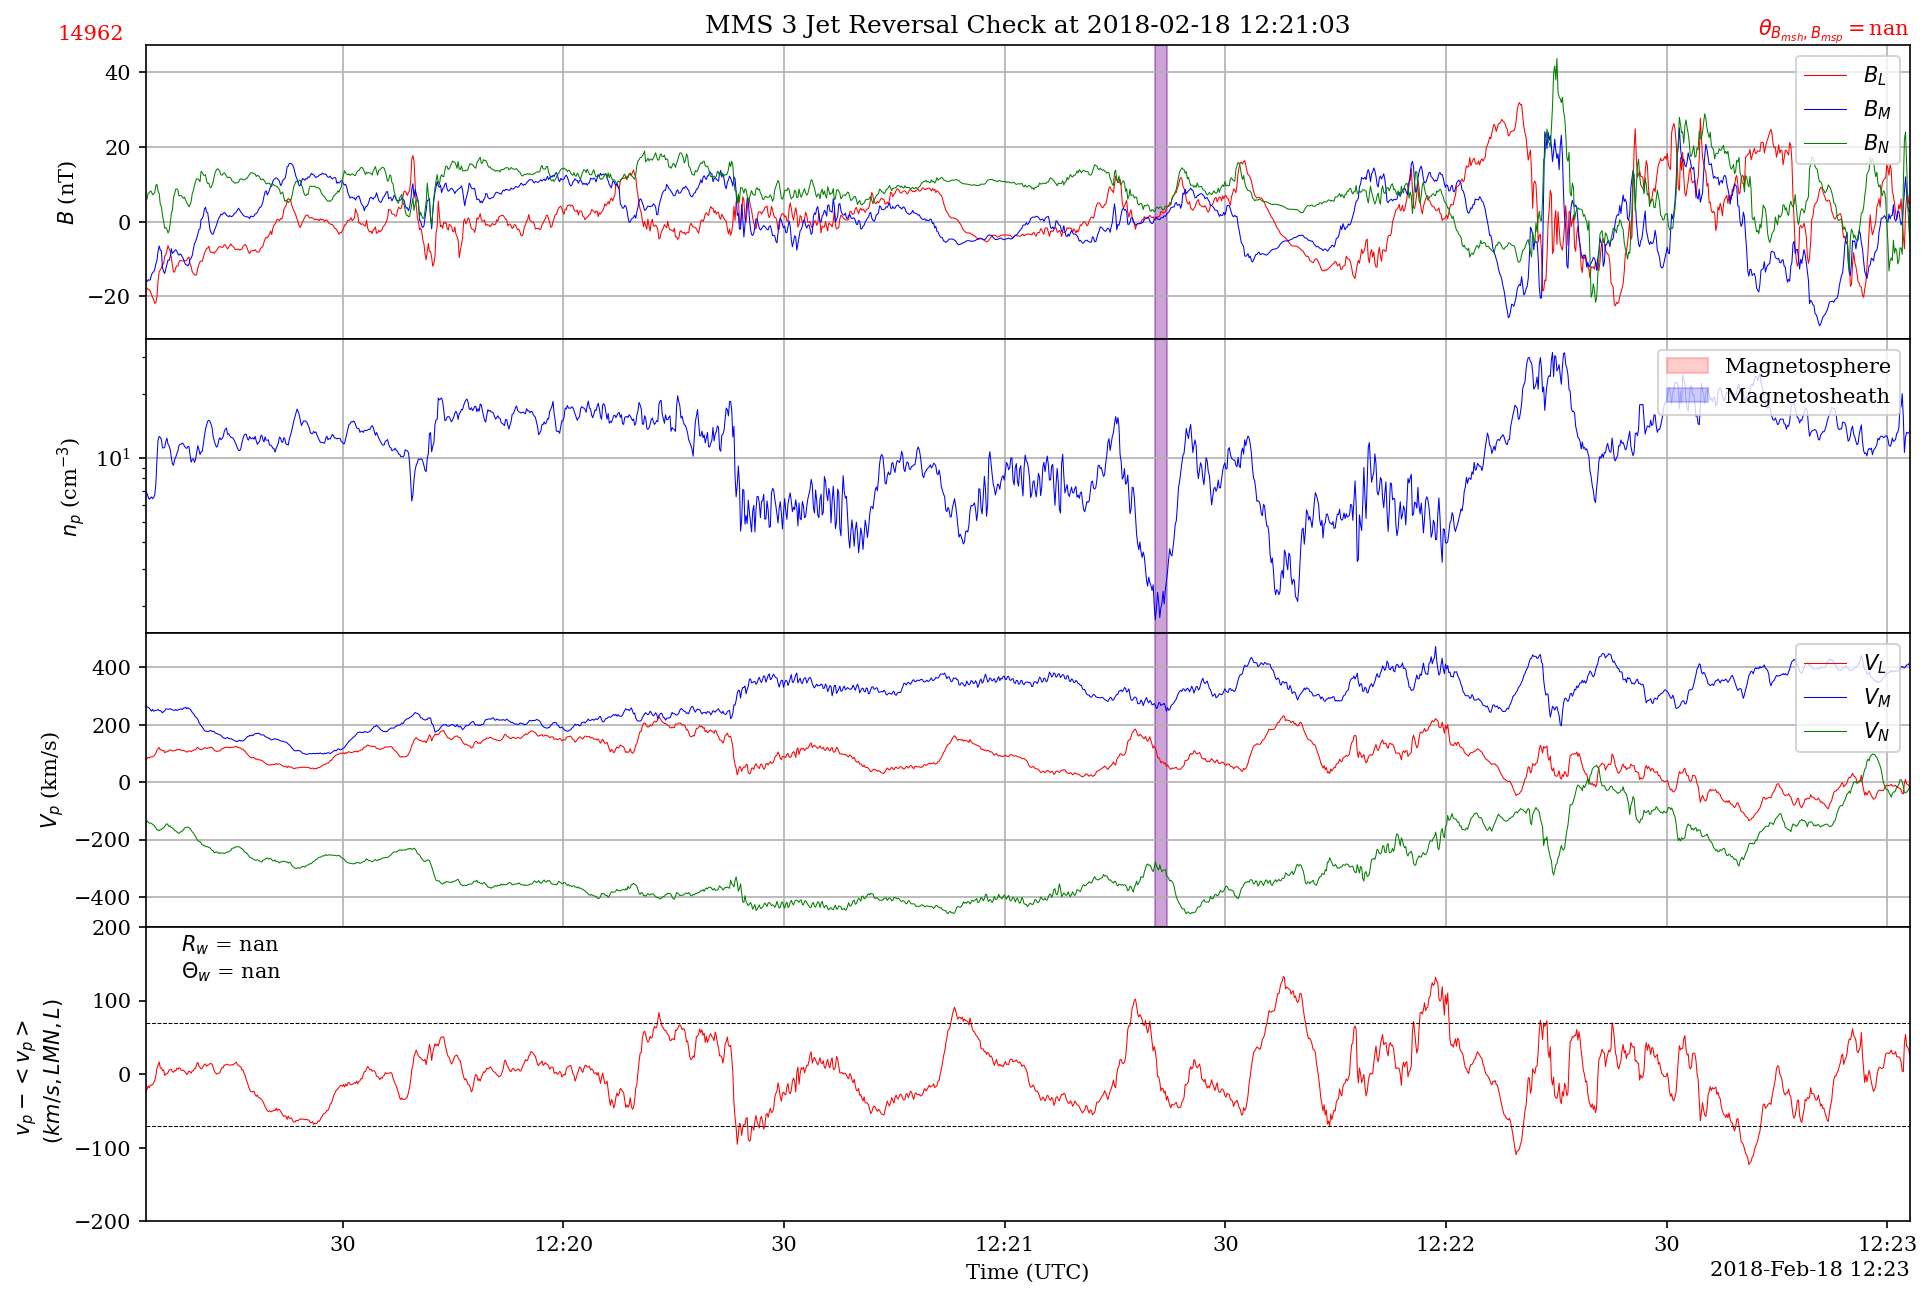 MMS 3 Jet Reversal Check at 2018-02-18 12:21:03
14962
θ_{B_{msh}, B_{msp}} = nan
40
20
0
−20
B (nT)
B_L
B_M
B_N
10^1
n_p (cm^{−3})
Magnetosphere
Magnetosheath
400
200
0
−200
−400
V_p (km/s)
V_L
V_M
V_N
200
100
0
−100
−200
v_p − < v_p >
(km/s, LMN, L)
R_w = nan
Θ_w = nan
30
12:20
30
12:21
30
12:22
30
12:23
Time (UTC)
2018-Feb-18 12:23